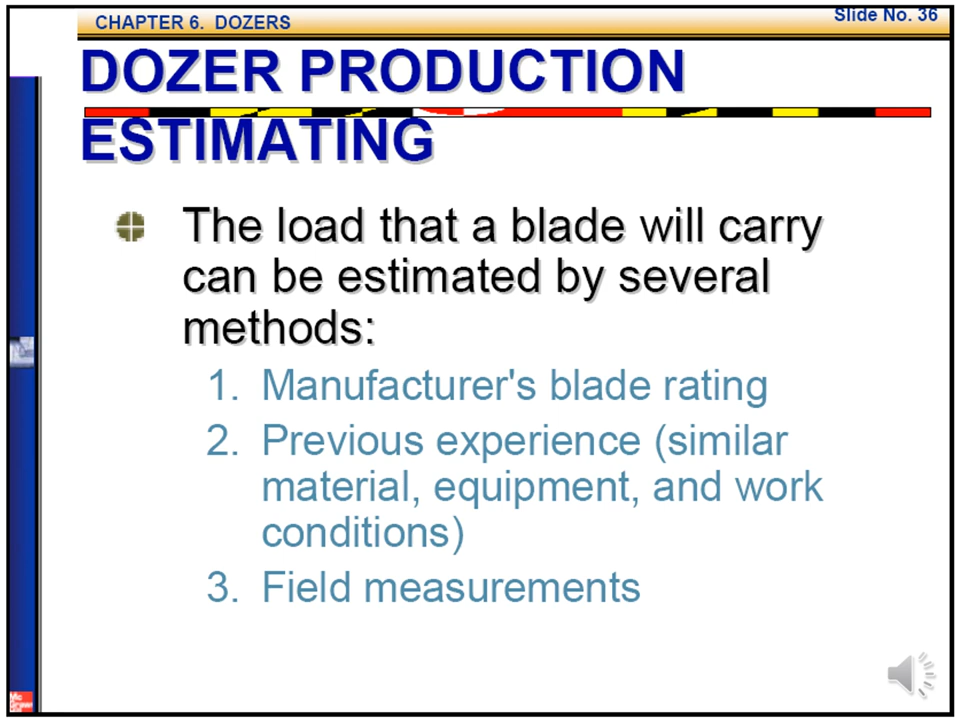 CHAPTER 6. DOZERS
Slide No. 36
DOZER PRODUCTION
ESTIMATING
The load that a blade will carry
can be estimated by several
methods:
1. Manufacturer's blade rating
2. Previous experience (similar
material, equipment, and work
conditions)
3. Field measurements